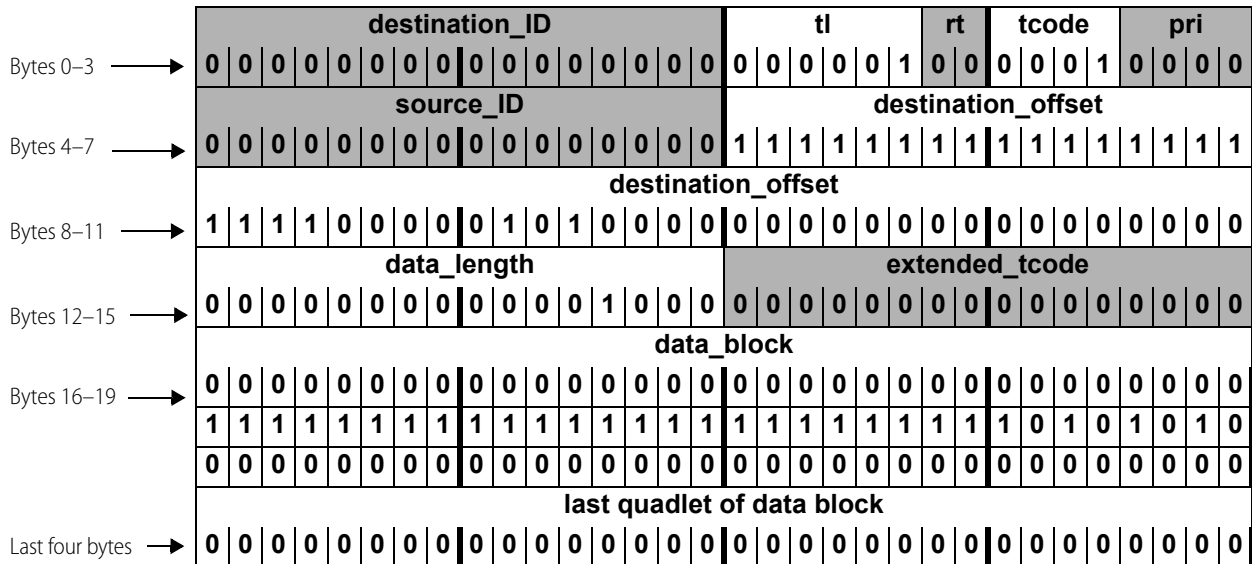 destination_ID tl rt tcode pri
Bytes 0–3 0 0 0 0 0 0 0 0 0 0 0 0 0 0 0 0 0 0 0 0 0 1 0 0 0 0 0 1 0 0 0 0
source_ID destination_offset
Bytes 4–7 0 0 0 0 0 0 0 0 0 0 0 0 0 0 0 0 1 1 1 1 1 1 1 1 1 1 1 1 1 1 1 1
destination_offset
Bytes 8–11 1 1 1 1 0 0 0 0 0 1 0 1 0 0 0 0 0 0 0 0 0 0 0 0 0 0 0 0 0 0 0 0
data_length extended_tcode
Bytes 12–15 0 0 0 0 0 0 0 0 0 0 0 0 1 0 0 0 0 0 0 0 0 0 0 0 0 0 0 0 0 0 0 0
data_block
Bytes 16–19 0 0 0 0 0 0 0 0 0 0 0 0 0 0 0 0 0 0 0 0 0 0 0 0 0 0 0 0 0 0 0 0
1 1 1 1 1 1 1 1 1 1 1 1 1 1 1 1 1 1 1 1 1 1 1 1 1 0 1 0 1 0 1 0
0 0 0 0 0 0 0 0 0 0 0 0 0 0 0 0 0 0 0 0 0 0 0 0 0 0 0 0 0 0 0 0
last quadlet of data block
Last four bytes 0 0 0 0 0 0 0 0 0 0 0 0 0 0 0 0 0 0 0 0 0 0 0 0 0 0 0 0 0 0 0 0